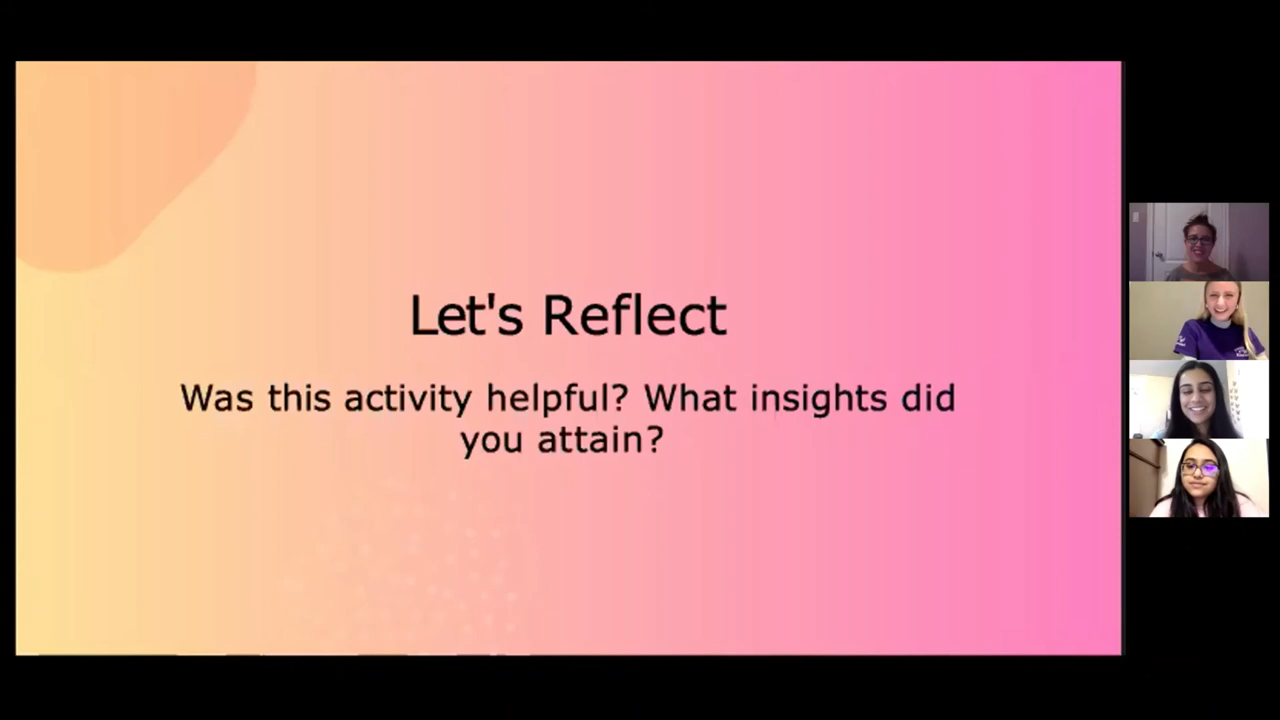 Let's Reflect
Was this activity helpful? What insights did
you attain?